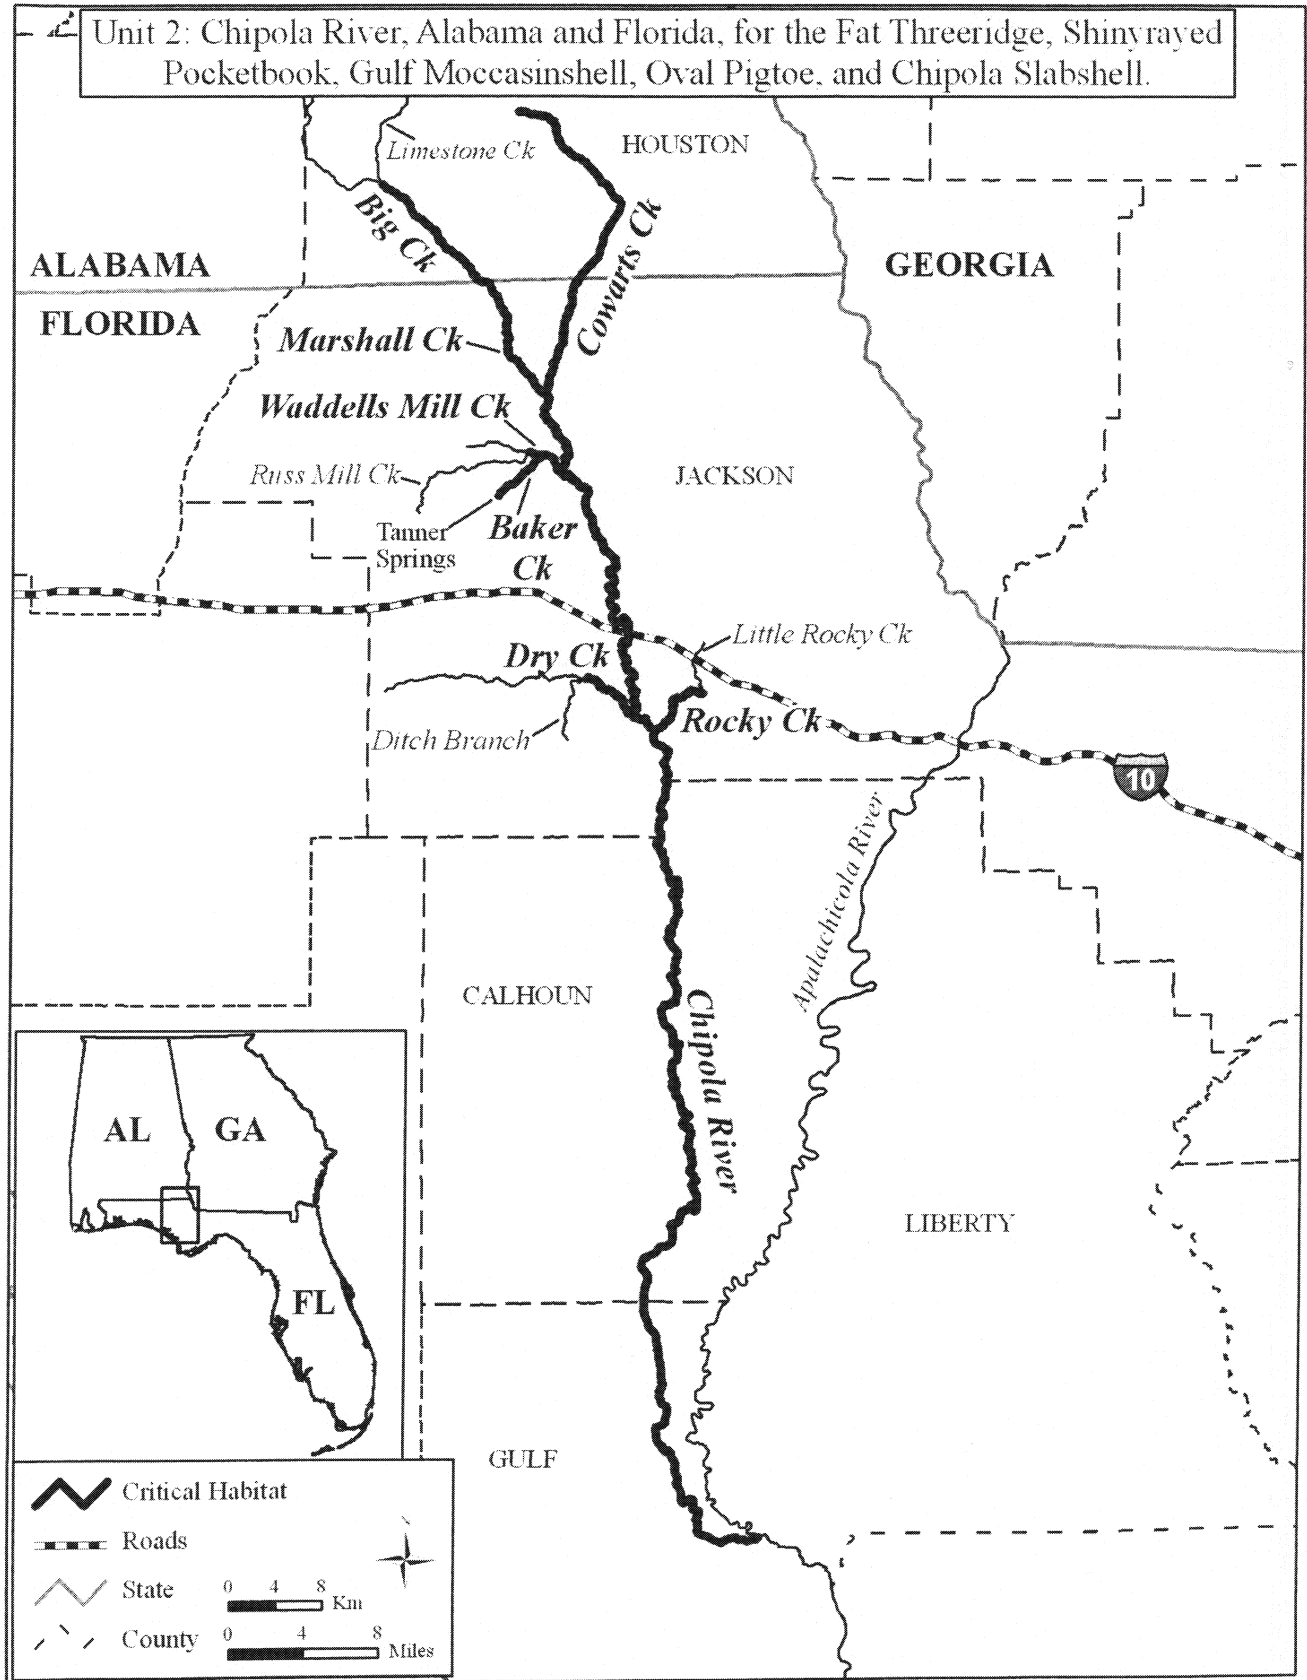 Unit 2: Chipola River, Alabama and Florida, for the Fat Threeridge, Shinyrayed
Pocketbook, Gulf Moccasinshell, Oval Pigtoe, and Chipola Slabshell.
Limestone Ck
HOUSTON
Big Ck
Cowarts Ck
ALABAMA
GEORGIA
FLORIDA
Marshall Ck
Waddells Mill Ck
Russ Mill Ck
JACKSON
Tanner
Springs
Baker
Ck
Little Rocky Ck
Dry Ck
Rocky Ck
Ditch Branch
10
Apalachicola River
CALHOUN
Chipola River
AL
GA
LIBERTY
FL
GULF
Critical Habitat
Roads
State
0 4 8
Km
County
0 4 8
Miles